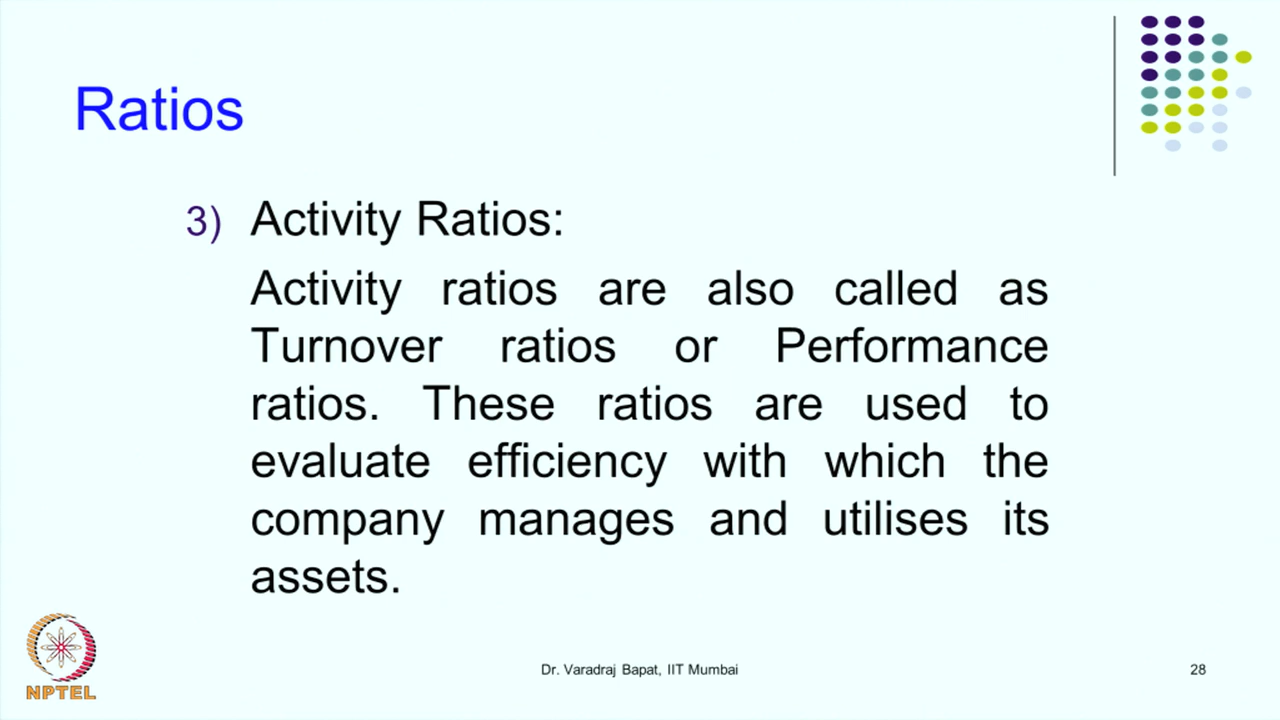 Ratios
3) Activity Ratios:
Activity ratios are also called as
Turnover ratios or Performance
ratios. These ratios are used to
evaluate efficiency with which the
company manages and utilises its
assets.
NPTEL
Dr. Varadraj Bapat, IIT Mumbai
28